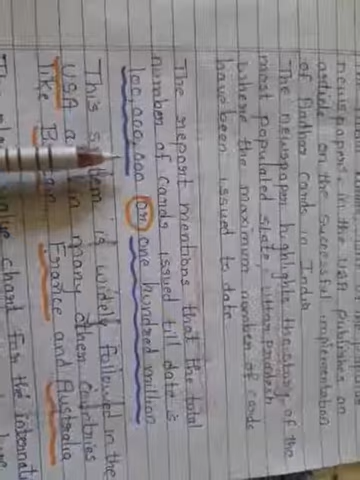 newspaper, in the USA publishes an
article on the successful implementation
of Aadhar cards in India
The newspaper highlights the story of the
most populated state, Uttar pradesh
where the maximum number of cards
have been issued to date
The report mentions that the total
number of cards issued till date is
100,000,000 or one hundred million
This system is widely followed in the
USA and in many other countries
like France and Australia
The place value chart for the internati